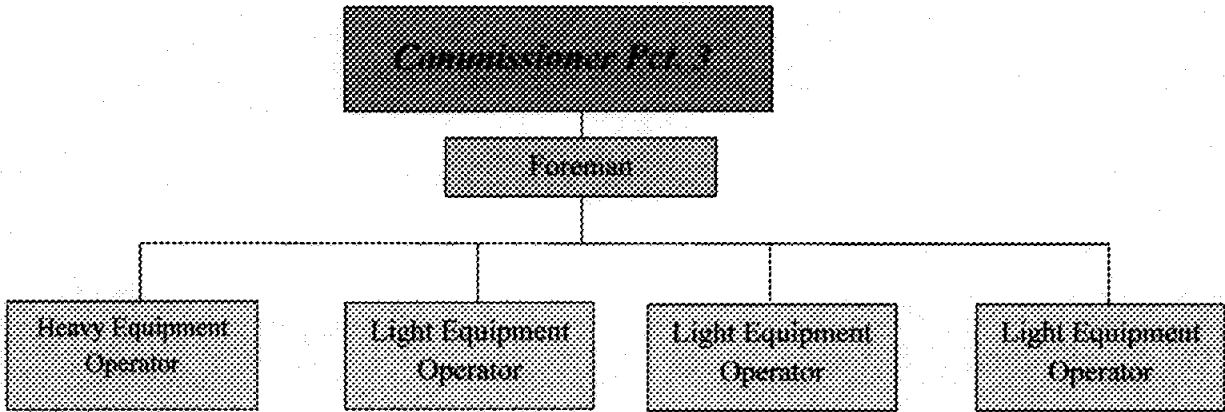 Commissioner Pct. 3
Foreman
Heavy Equipment
Operator
Light Equipment
Operator
Light Equipment
Operator
Light Equipment
Operator